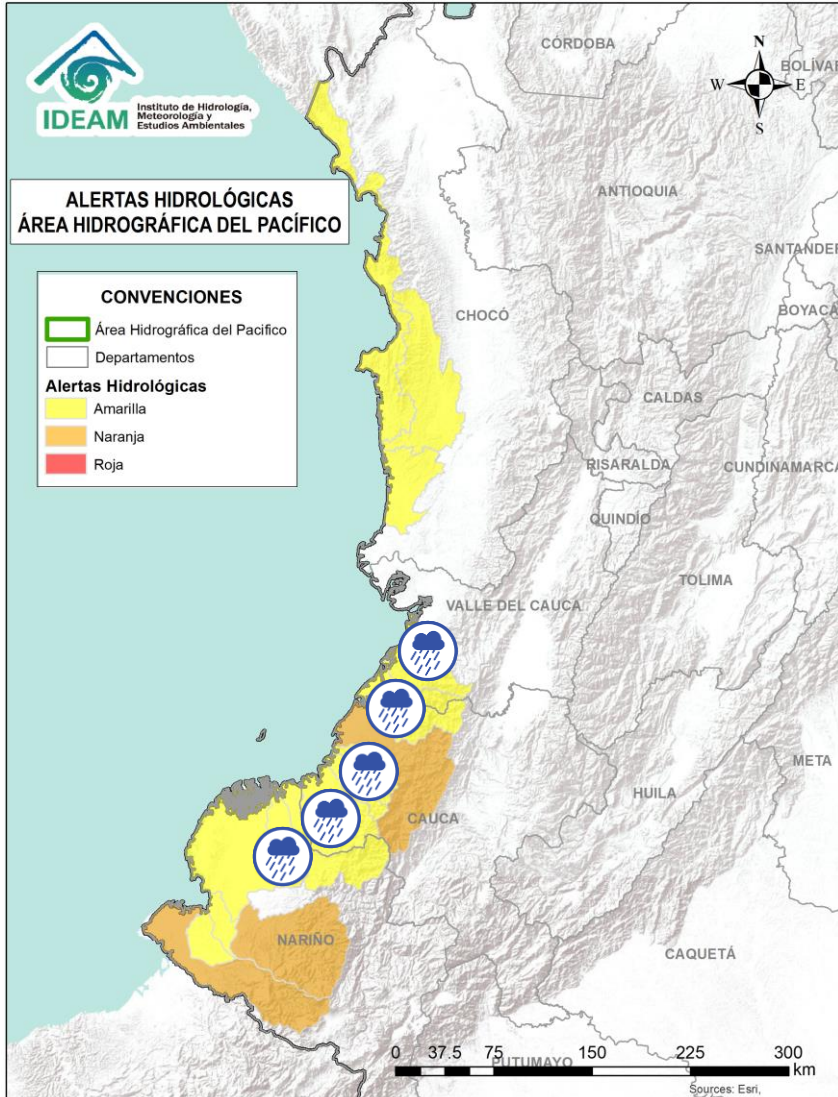 IDEAM
Instituto de Hidrología,
Meteorología y
Estudios Ambientales
ALERTAS HIDROLÓGICAS
ÁREA HIDROGRÁFICA DEL PACÍFICO
CONVENCIONES
Área Hidrográfica del Pacifico
Departamentos
Alertas Hidrológicas
Amarilla
Naranja
Roja
N
W
E
S
CÓRDOBA
BOLÍVAR
ANTIOQUIA
SANTANDER
BOYACÁ
CHOCÓ
CALDAS
RISARALDA
CUNDINAMARCA
QUINDÍO
TOLIMA
VALLE DEL CAUCA
META
HUILA
CAUCA
NARIÑO
CAQUETÁ
PUTUMAYO
0 37.5 75 150 225 300
km
Sources: Esri,